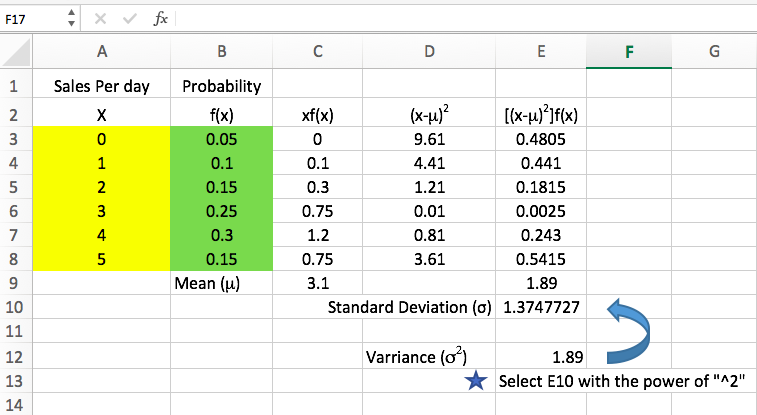 F17 fx
A B C D E F G
1 Sales Per day Probability
2 X f(x) xf(x) (x-μ)² [(x-μ)²]f(x)
3 0 0.05 0 9.61 0.4805
4 1 0.1 0.1 4.41 0.441
5 2 0.15 0.3 1.21 0.1815
6 3 0.25 0.75 0.01 0.0025
7 4 0.3 1.2 0.81 0.243
8 5 0.15 0.75 3.61 0.5415
9 Mean (μ) 3.1 1.89
10 Standard Deviation (σ) 1.3747727
11
12 Varriance (σ²) 1.89
13 Select E10 with the power of "^2"
14